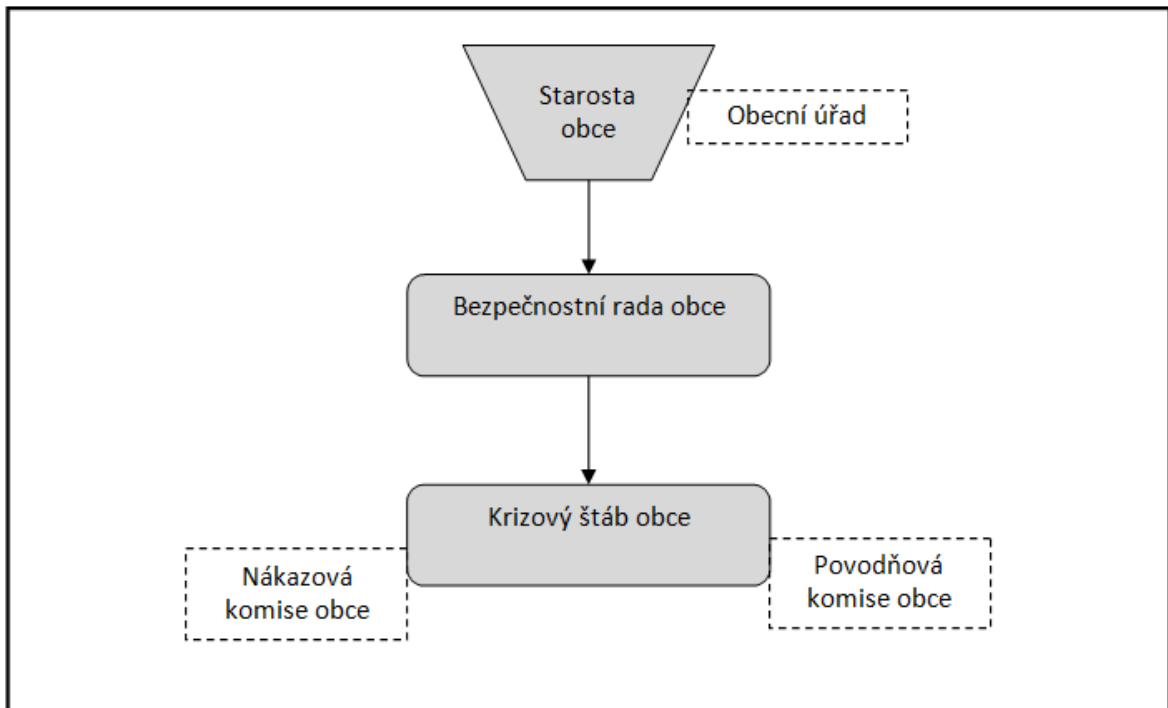 Starosta
obce
Obecní úřad
Bezpečnostní rada obce
Krizový štáb obce
Nákazová
komise obce
Povodňová
komise obce